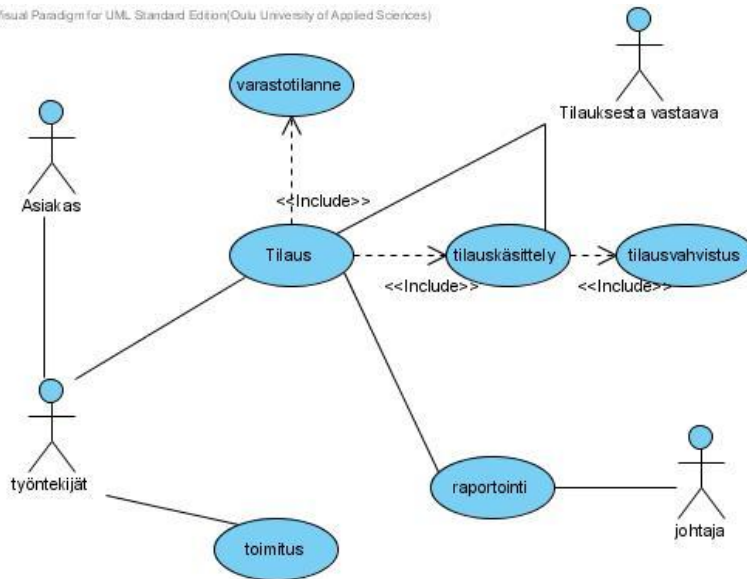 Visual Paradigm for UML Standard Edition(Oulu University of Applied Sciences)
varastotilanne
Tilauksesta vastaava
Asiakas
<<Include>>
Tilaus
tilauskäsittely
tilausvahvistus
<<Include>>
<<Include>>
työntekijät
raportointi
johtaja
toimitus